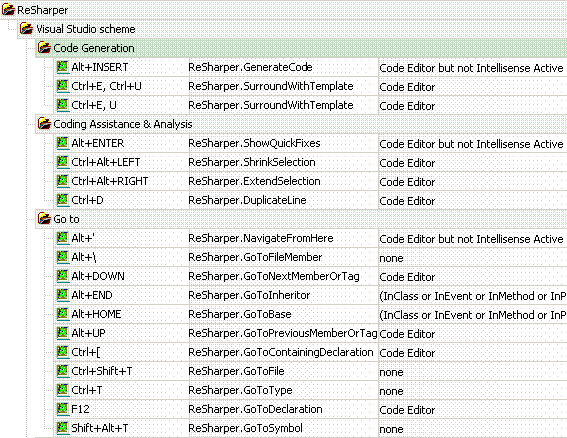 ReSharper
Visual Studio scheme
Code Generation
Alt+INSERT ReSharper.GenerateCode Code Editor but not Intellisense Active
Ctrl+E, Ctrl+U ReSharper.SurroundWithTemplate Code Editor
Ctrl+E, U ReSharper.SurroundWithTemplate Code Editor
Coding Assistance & Analysis
Alt+ENTER ReSharper.ShowQuickFixes Code Editor but not Intellisense Active
Ctrl+Alt+LEFT ReSharper.ShrinkSelection Code Editor
Ctrl+Alt+RIGHT ReSharper.ExtendSelection Code Editor
Ctrl+D ReSharper.DuplicateLine Code Editor
Go to
Alt+' ReSharper.NavigateFromHere Code Editor but not Intellisense Active
Alt+\ ReSharper.GoToFileMember none
Alt+DOWN ReSharper.GoToNextMemberOrTag Code Editor
Alt+END ReSharper.GoToInheritor (InClass or InEvent or InMethod or InP
Alt+HOME ReSharper.GoToBase (InClass or InEvent or InMethod or InP
Alt+UP ReSharper.GoToPreviousMemberOrTag Code Editor
Ctrl+[ ReSharper.GoToContainingDeclaration Code Editor
Ctrl+Shift+T ReSharper.GoToFile none
Ctrl+T ReSharper.GoToType none
F12 ReSharper.GoToDeclaration Code Editor
Shift+Alt+T ReSharper.GoToSymbol none